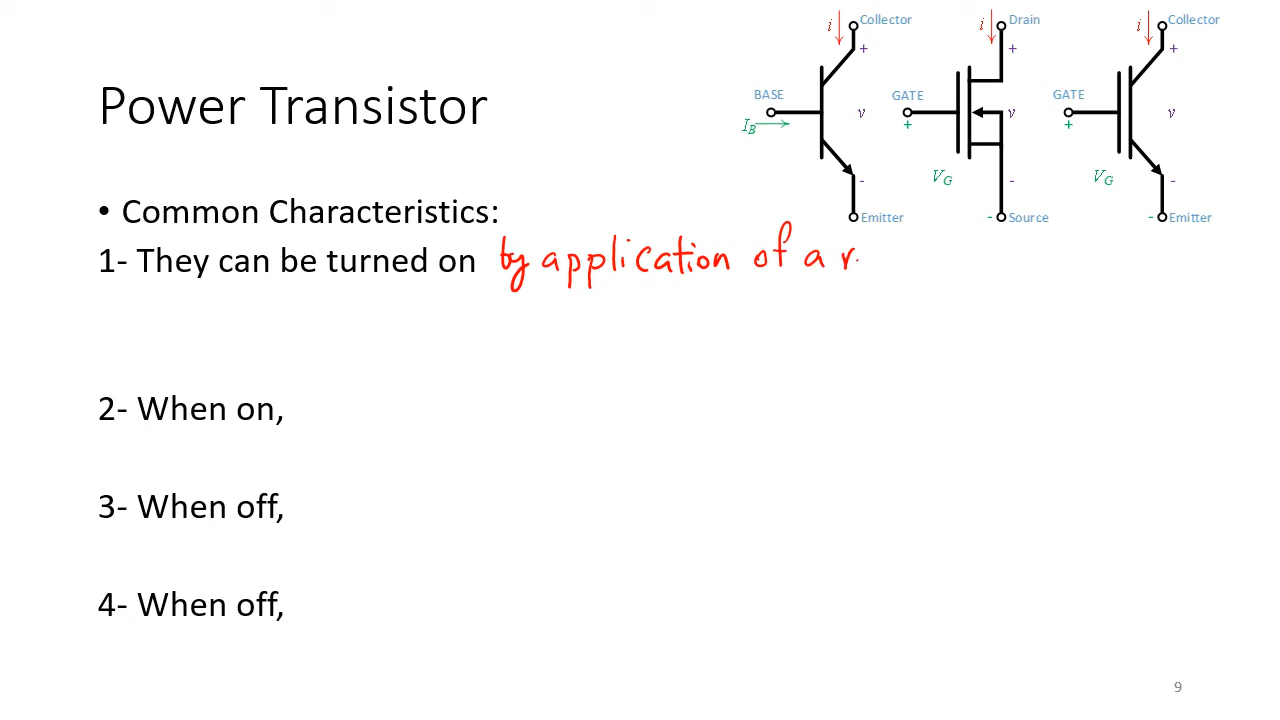 i Collector i Drain i Collector
+ + +
Power Transistor
BASE GATE GATE
v v v
I_B + +
V_G V_G
- - -
• Common Characteristics:
Emitter - Source - Emitter
1- They can be turned on by application of a r
2- When on,
3- When off,
4- When off,
9